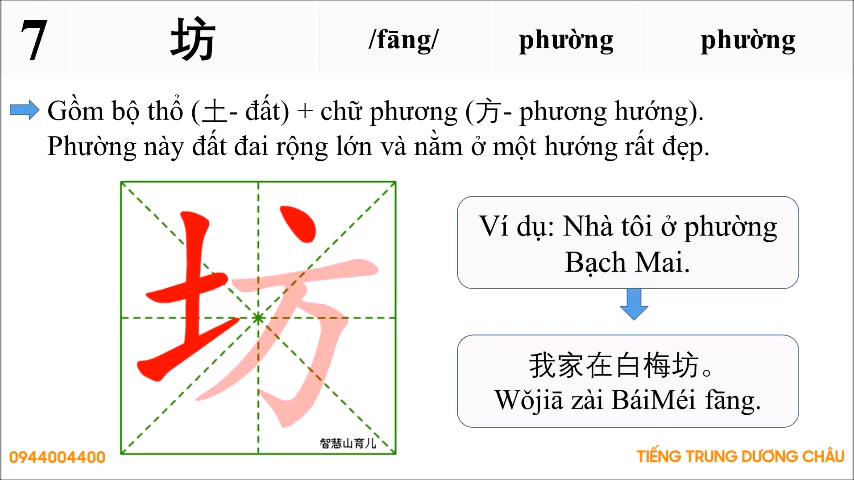 7 坊 /fāng/ phường phường
Gồm bộ thổ (土- đất) + chữ phương (方- phương hướng).
Phường này đất đai rộng lớn và nằm ở một hướng rất đẹp.
坊
智慧山育儿
Ví dụ: Nhà tôi ở phường
Bạch Mai.
我家在白梅坊。
Wǒjiā zài BáiMéi fāng.
0944004400
TIẾNG TRUNG DƯƠNG CHÂU